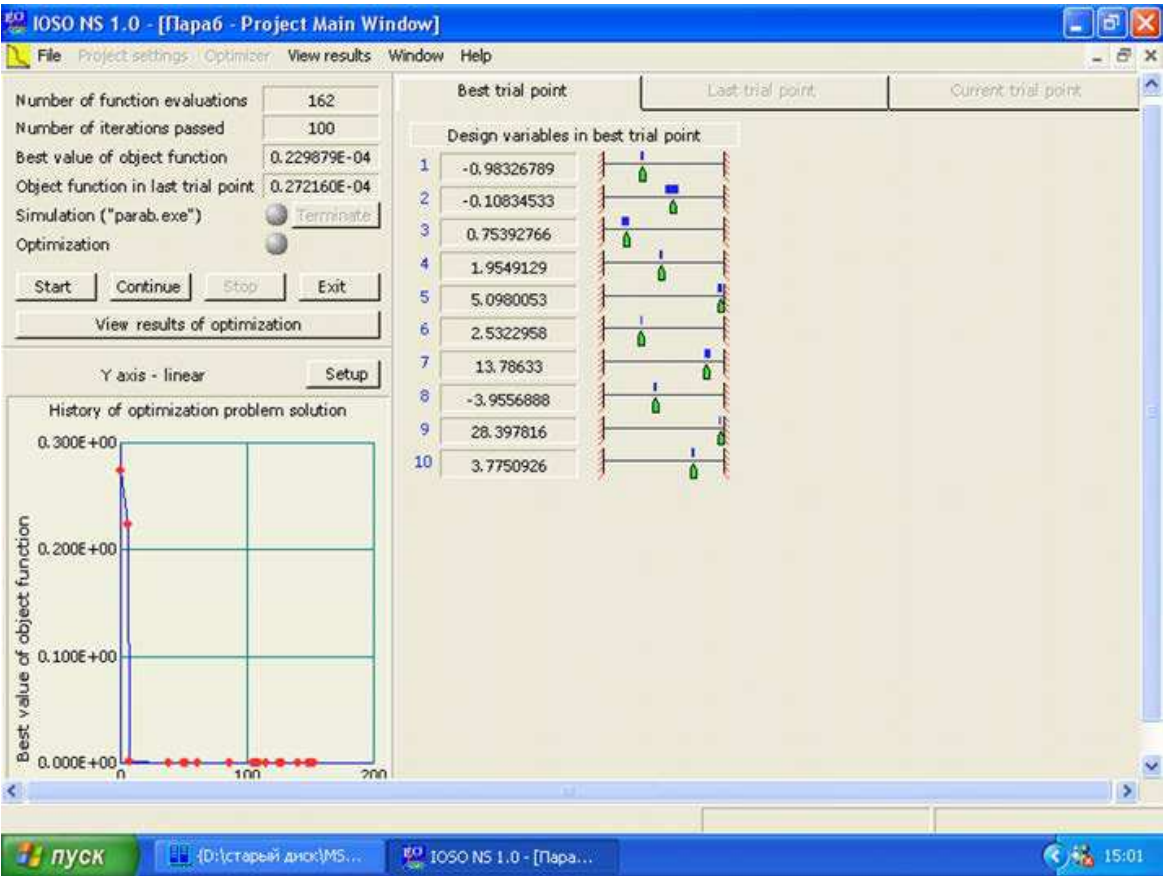 IOSO NS 1.0 - [Параб - Project Main Window]
File Project settings Optimizer View results Window Help
Number of function evaluations 162
Number of iterations passed 100
Best value of object function 0.229879E-04
Object function in last trial point 0.272160E-04
Simulation ("parab.exe") Terminate
Optimization
Start Continue Stop Exit
View results of optimization
Y axis - linear Setup
History of optimization problem solution
Best value of object function
0.300E+00
0.200E+00
0.100E+00
0.000E+00
0 100 200
Best trial point Last trial point Current trial point
Design variables in best trial point
1 -0.98326789
2 -0.10834533
3 0.75392766
4 1.9549129
5 5.0980053
6 2.5322958
7 13.78633
8 -3.9556888
9 28.397816
10 3.7750926
пуск {D:\старый диск\MS... IOSO NS 1.0 - [Пара... 15:01